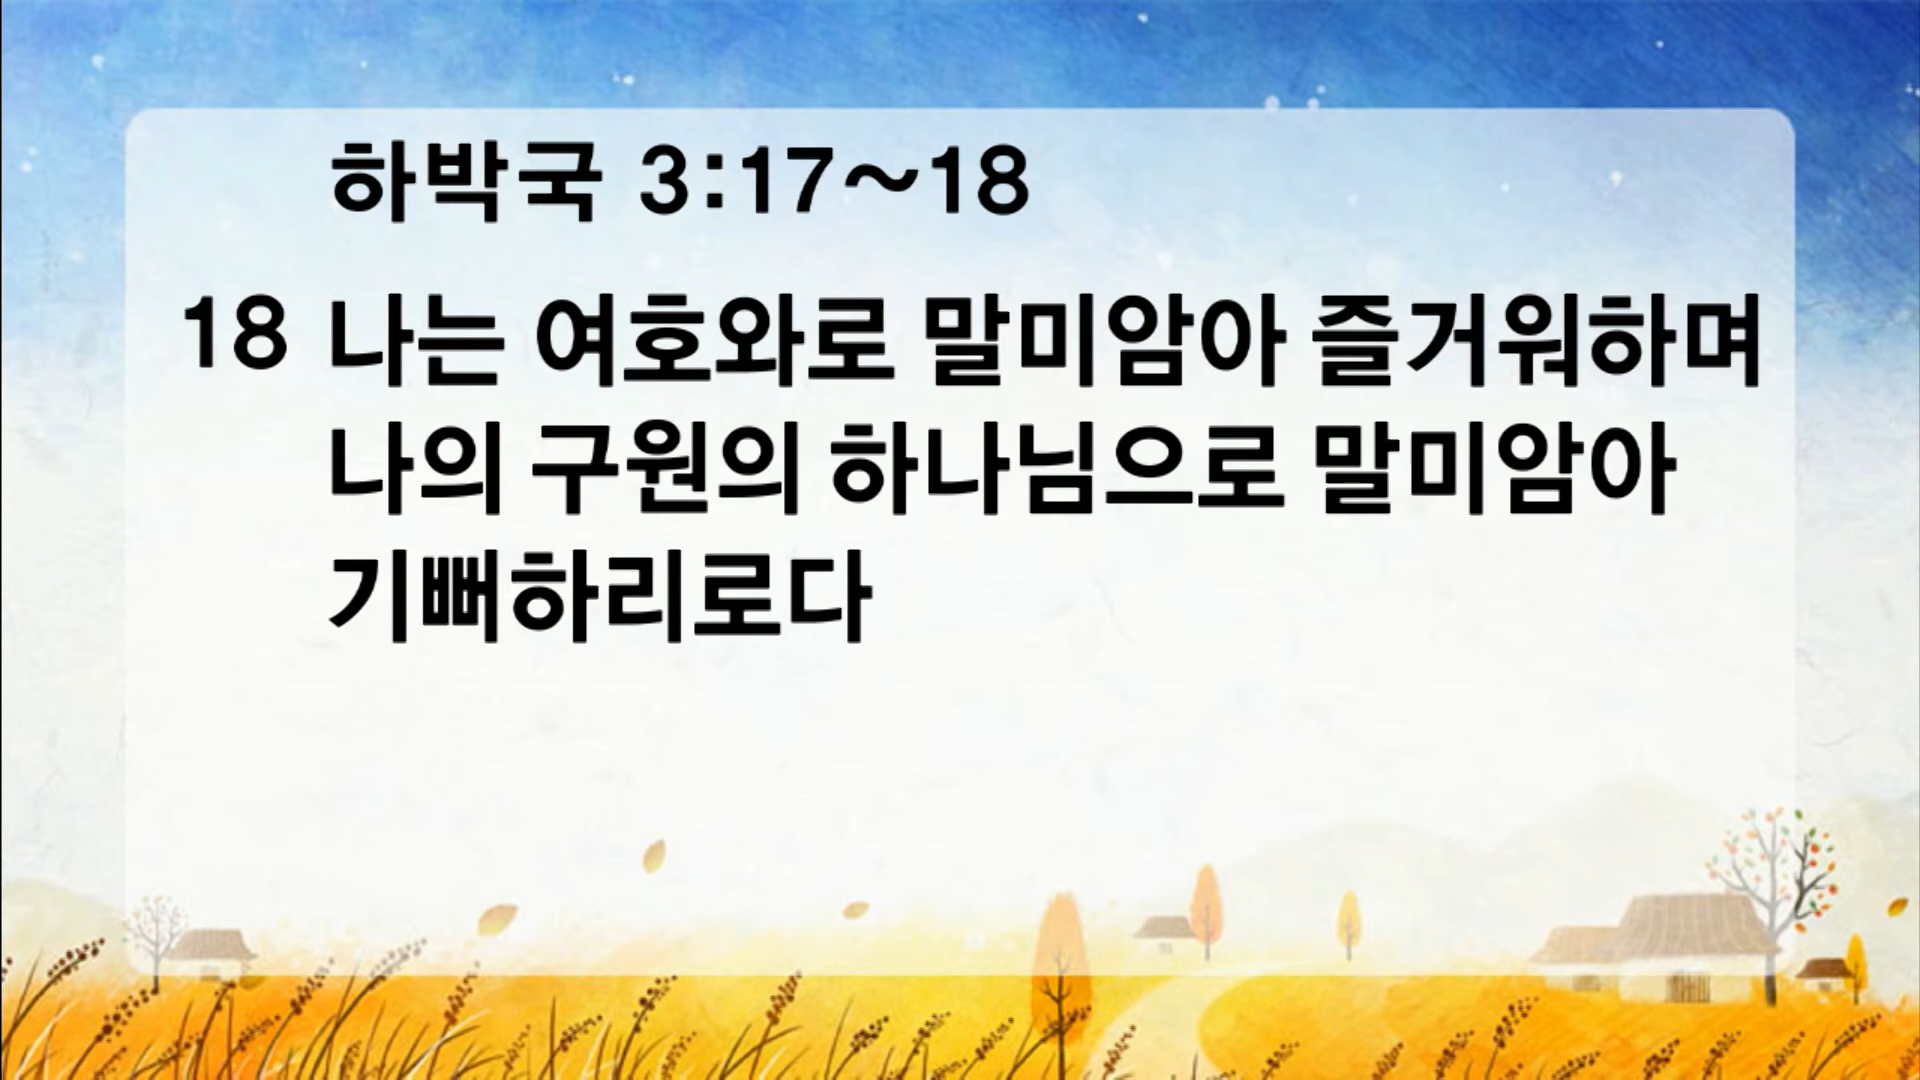 하박국 3:17~18
18 나는 여호와로 말미암아 즐거워하며
나의 구원의 하나님으로 말미암아
기뻐하리로다